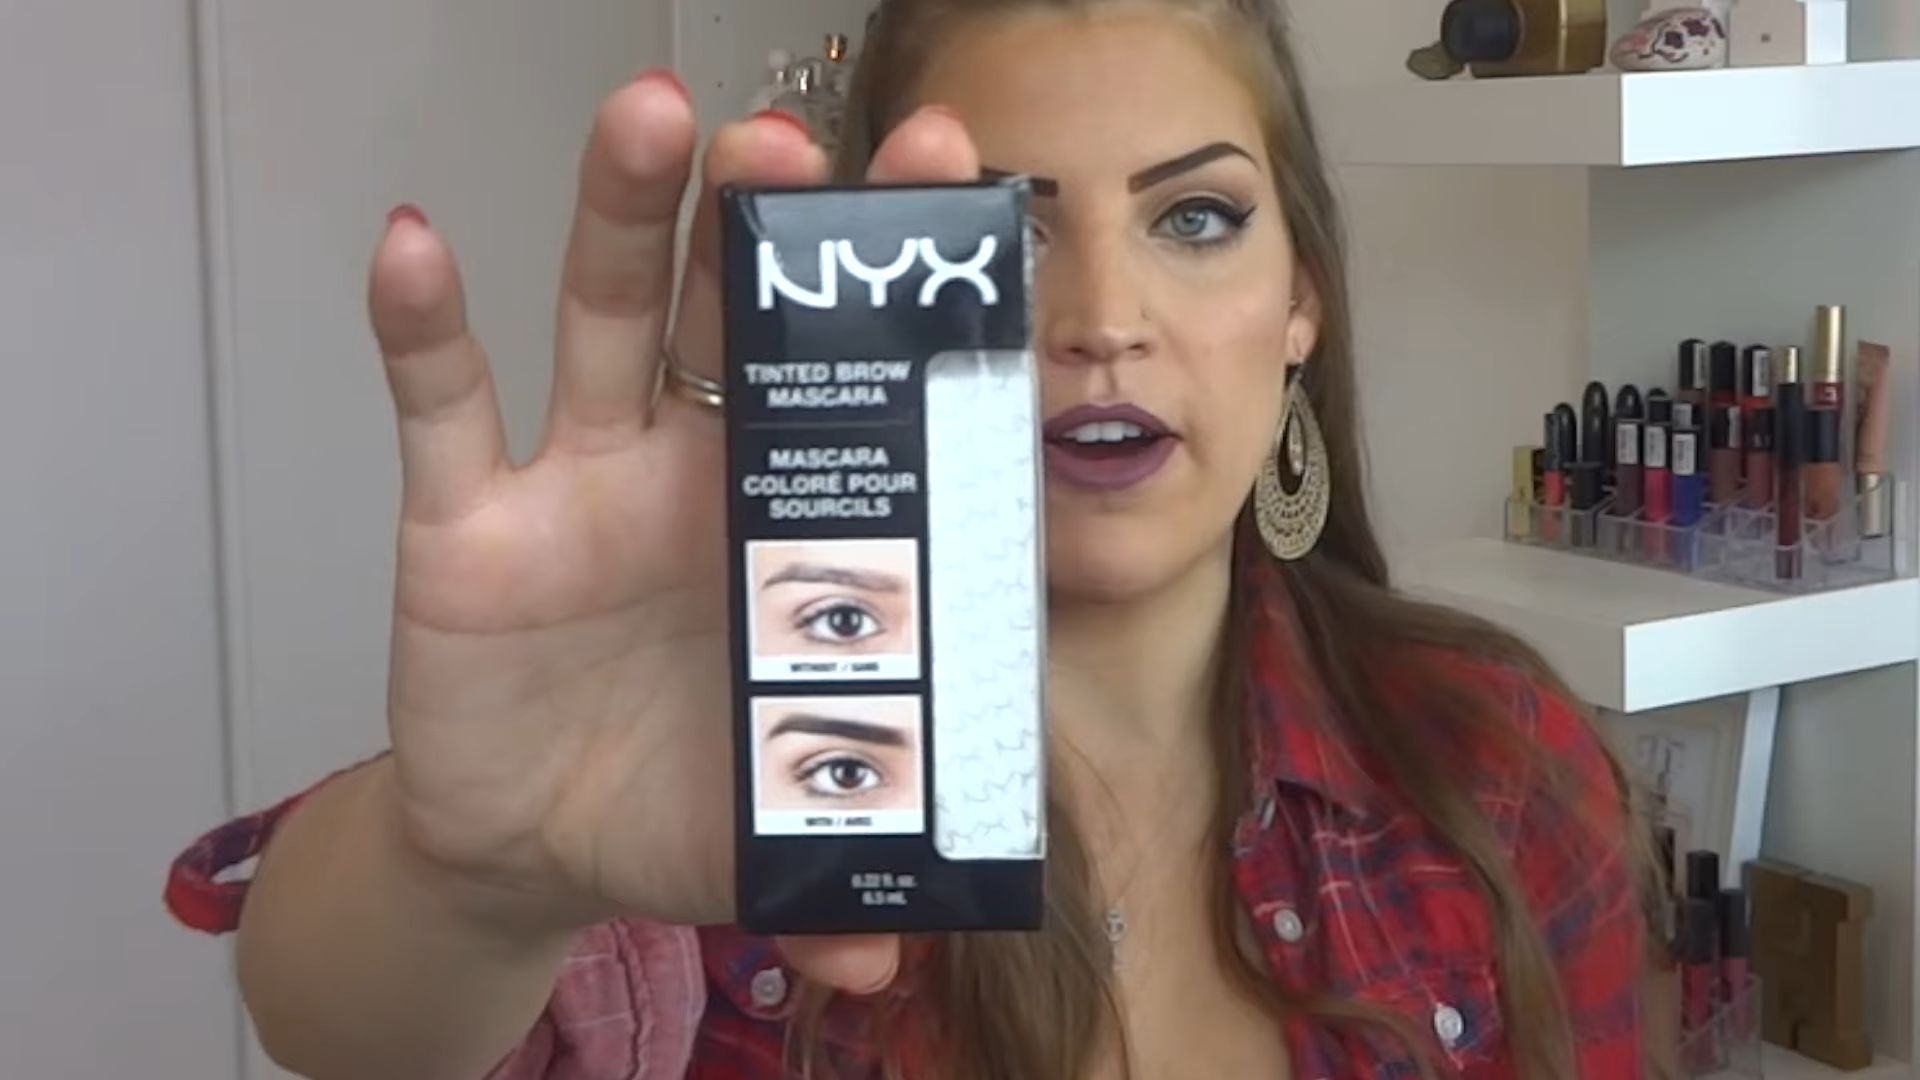 NYX
TINTED BROW
MASCARA
MASCARA
COLORÉ POUR
SOURCILS
WITHOUT / SANS
WITH / AVEC
0.22 fl. oz.
6.5 mL